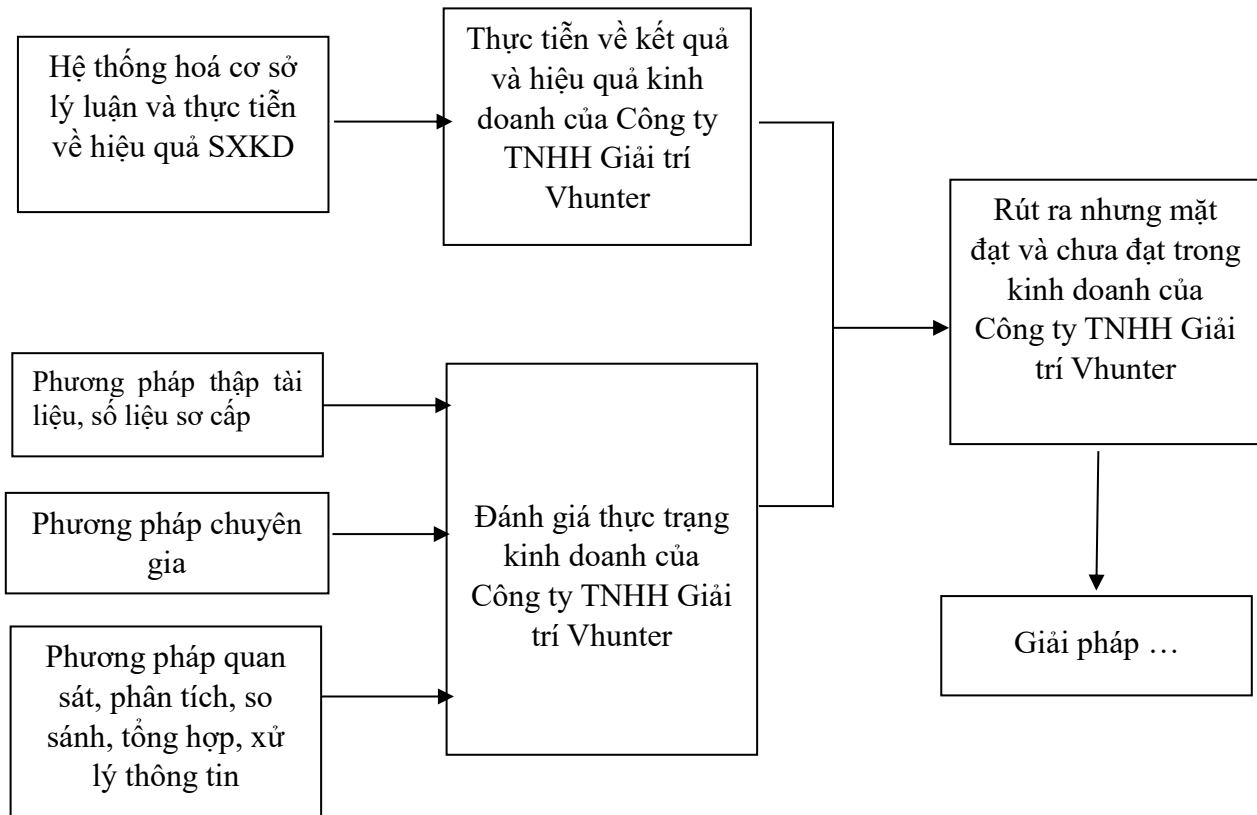 Hệ thống hoá cơ sở
lý luận và thực tiễn
về hiệu quả SXKD
Thực tiễn về kết quả
và hiệu quả kinh
doanh của Công ty
TNHH Giải trí
Vhunter
Rút ra nhưng mặt
đạt và chưa đạt trong
kinh doanh của
Công ty TNHH Giải
trí Vhunter
Phương pháp thập tài
liệu, số liệu sơ cấp
Phương pháp chuyên
gia
Phương pháp quan
sát, phân tích, so
sánh, tổng hợp, xử
lý thông tin
Đánh giá thực trạng
kinh doanh của
Công ty TNHH Giải
trí Vhunter
Giải pháp …